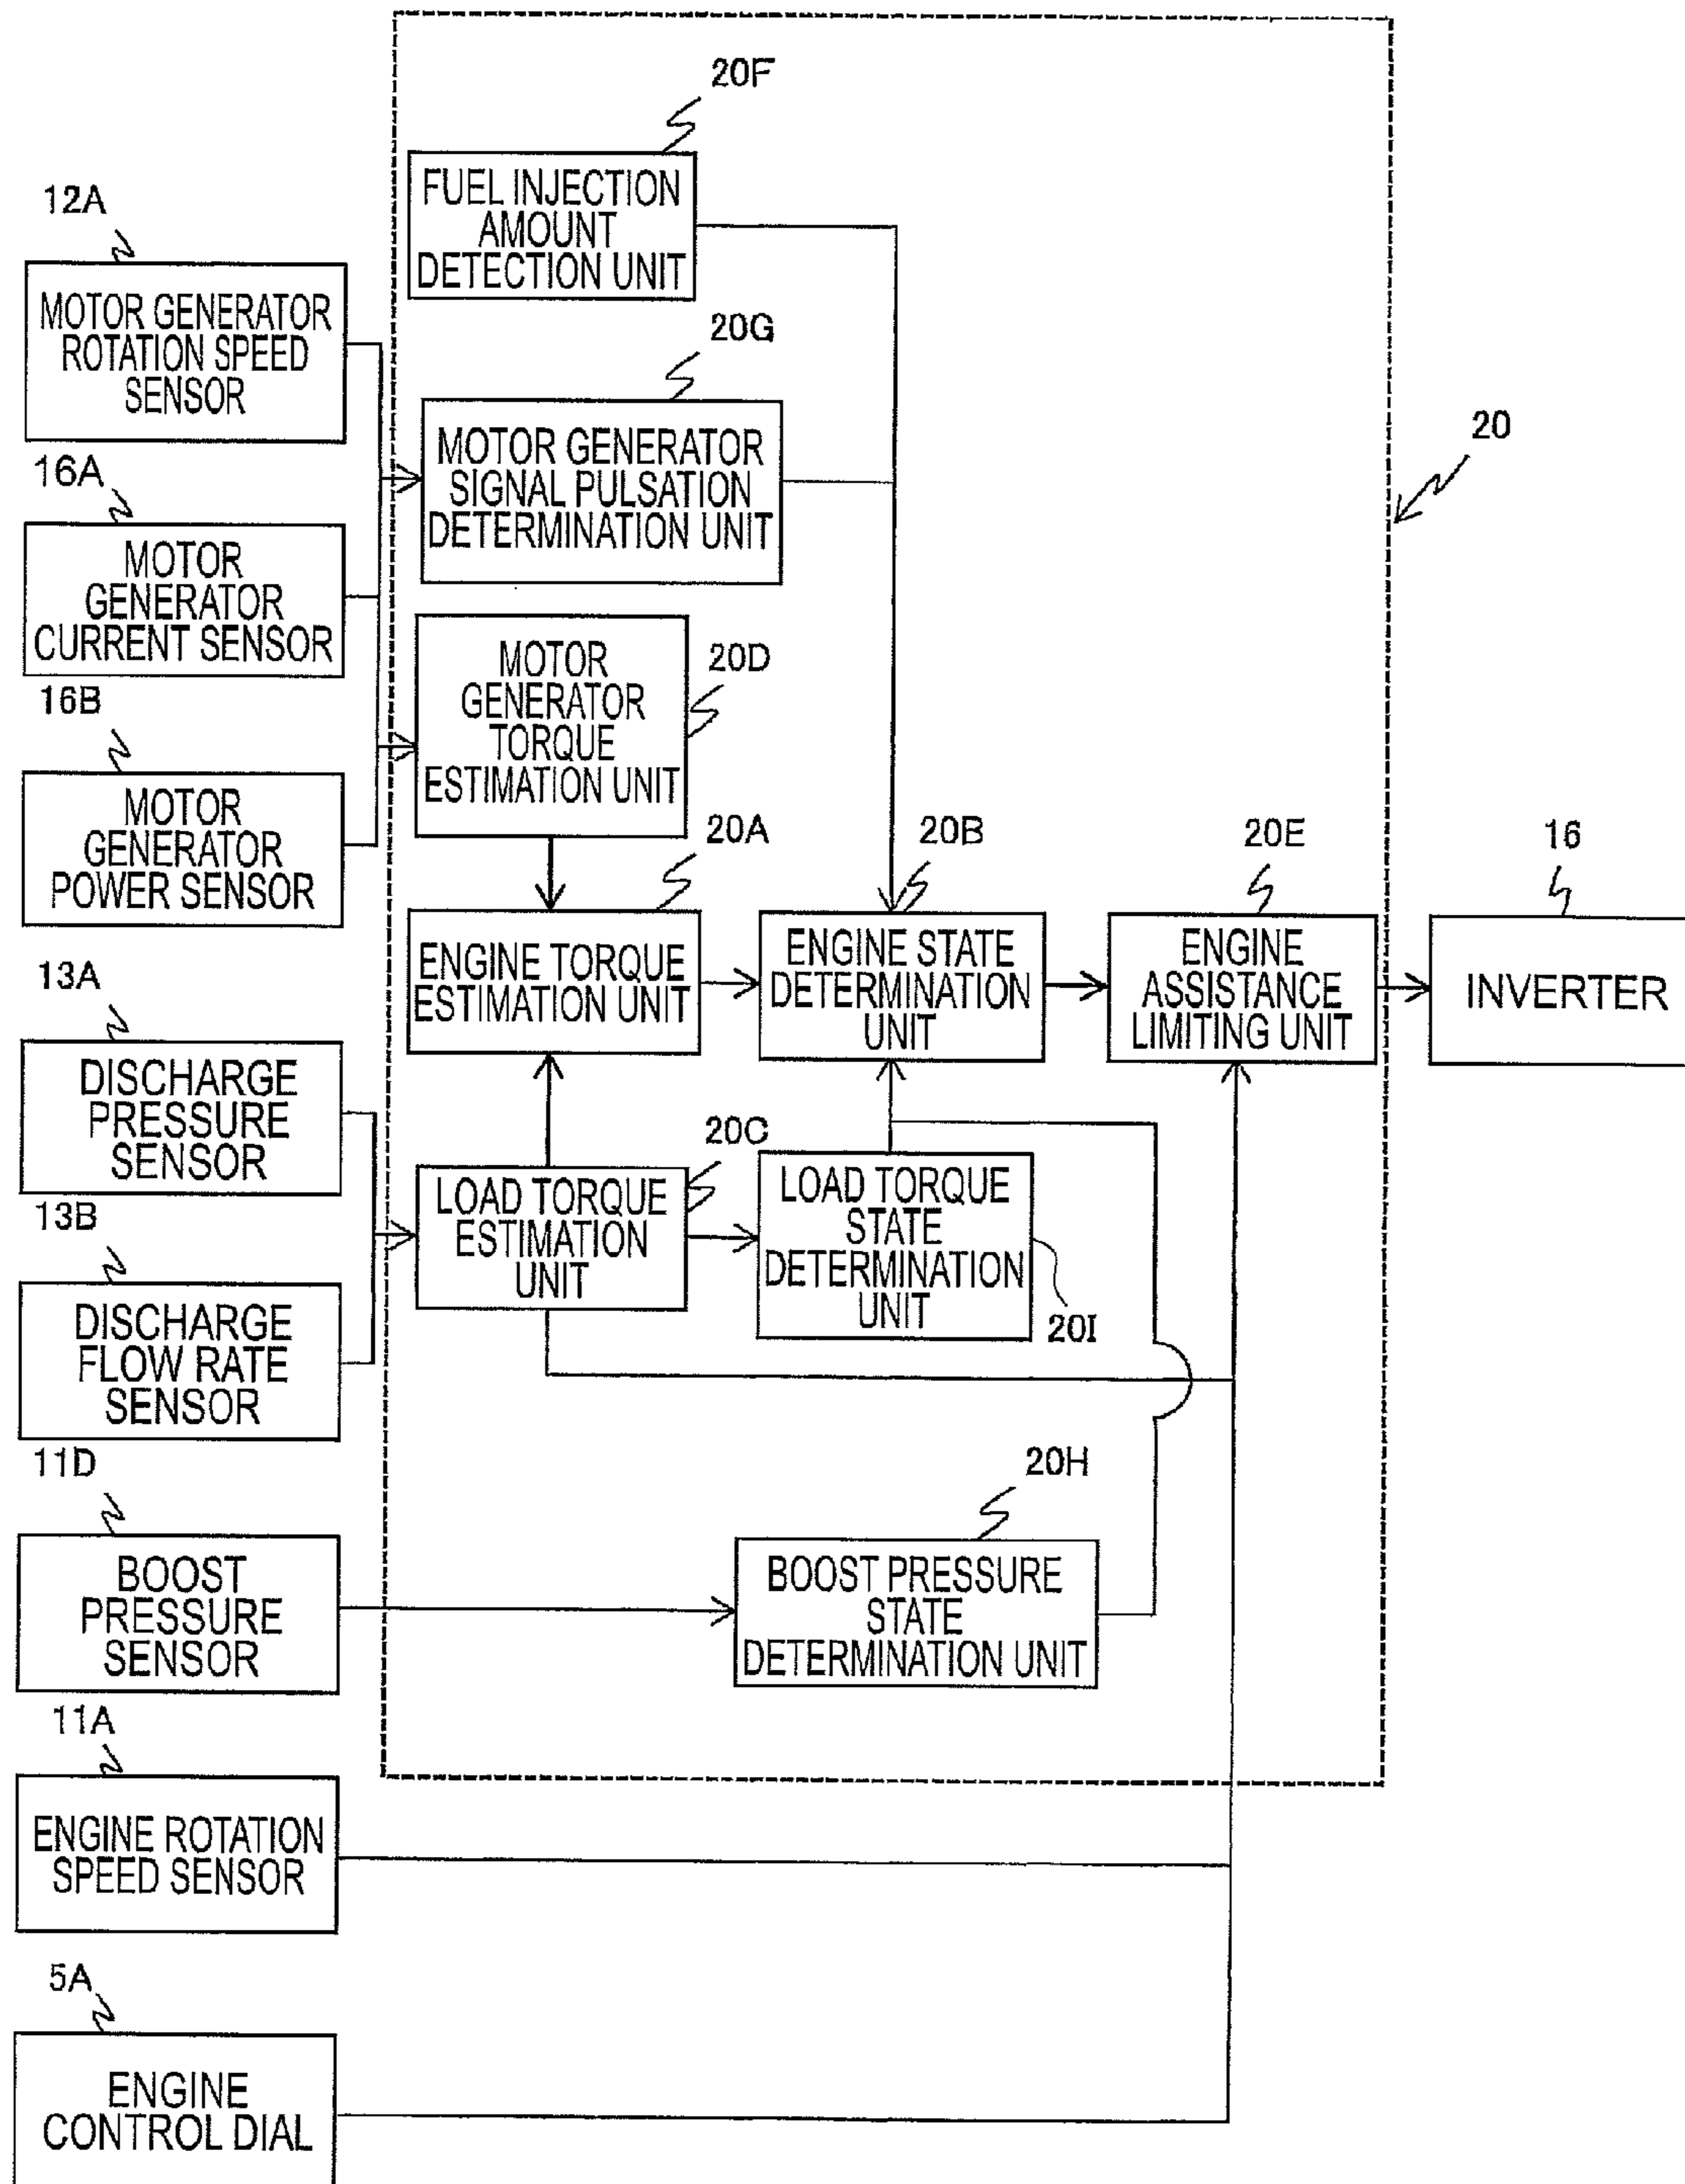 20F
FUEL INJECTION
AMOUNT
DETECTION UNIT
12A
MOTOR GENERATOR
ROTATION SPEED
SENSOR
20G
MOTOR GENERATOR
SIGNAL PULSATION
DETERMINATION UNIT
20
16A
MOTOR
GENERATOR
CURRENT SENSOR
20D
MOTOR
GENERATOR
TORQUE
ESTIMATION UNIT
16B
MOTOR
GENERATOR
POWER SENSOR
20A
ENGINE TORQUE
ESTIMATION UNIT
20B
ENGINE STATE
DETERMINATION
UNIT
20E
ENGINE
ASSISTANCE
LIMITING UNIT
16
INVERTER
13A
DISCHARGE
PRESSURE
SENSOR
20C
LOAD TORQUE
ESTIMATION
UNIT
LOAD TORQUE
STATE
DETERMINATION
UNIT
20I
13B
DISCHARGE
FLOW RATE
SENSOR
11D
BOOST
PRESSURE
SENSOR
20H
BOOST PRESSURE
STATE
DETERMINATION UNIT
11A
ENGINE ROTATION
SPEED SENSOR
5A
ENGINE
CONTROL DIAL